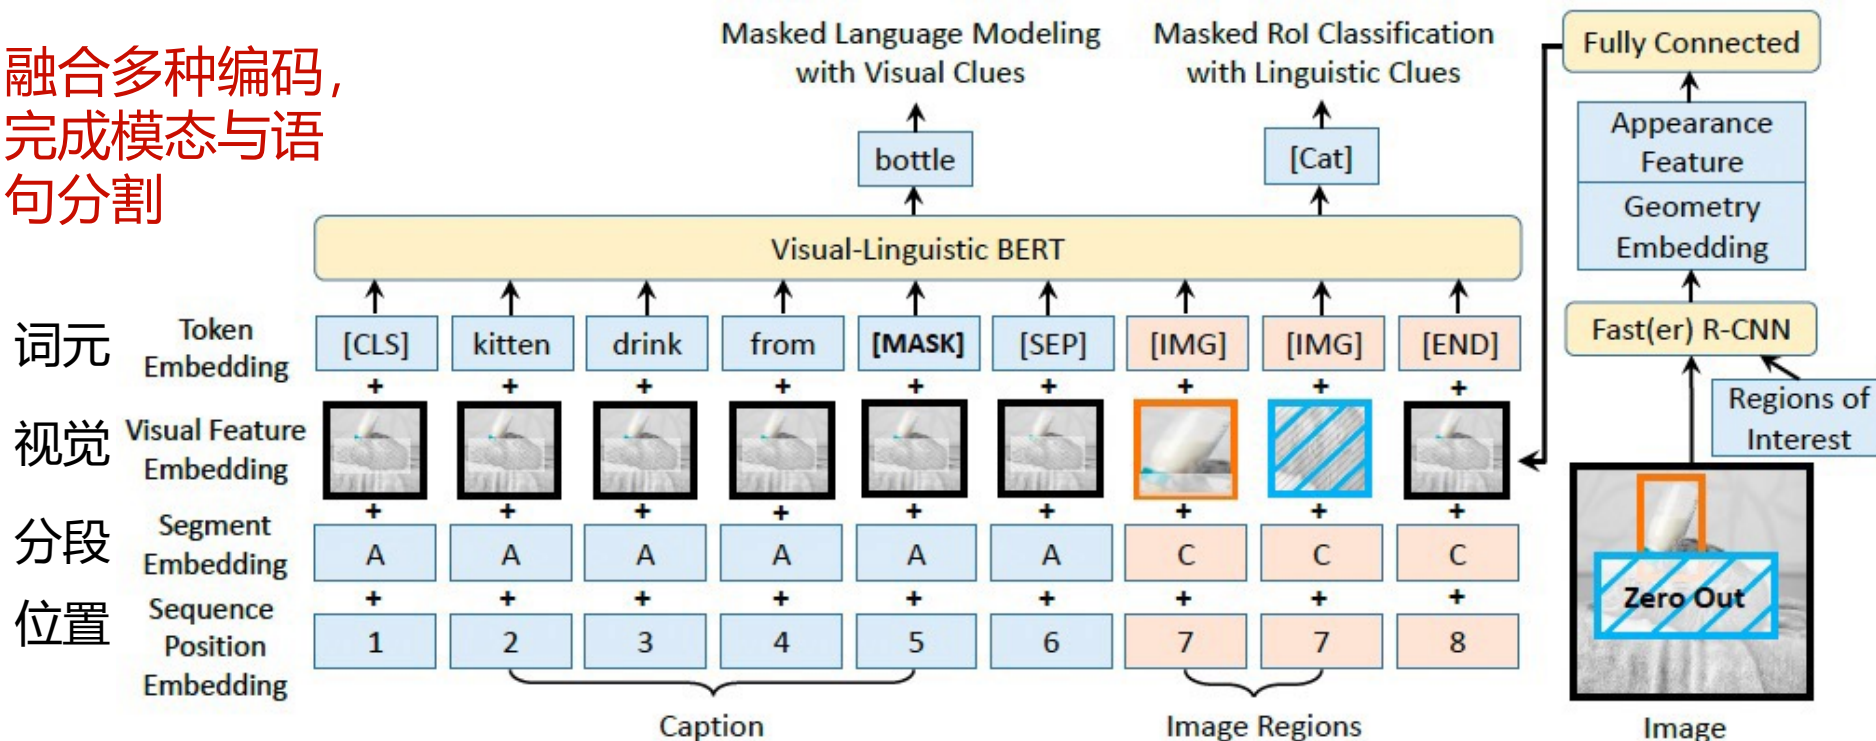 融合多种编码，
完成模态与语
句分割
Masked Language Modeling
with Visual Clues
Masked RoI Classification
with Linguistic Clues
Fully Connected
bottle
[Cat]
Appearance
Feature
Geometry
Embedding
Visual-Linguistic BERT
词元
Token
Embedding
[CLS] kitten drink from [MASK] [SEP] [IMG] [IMG] [END]
Fast(er) R-CNN
+ + + + + + + + +
Regions of
Interest
视觉
Visual Feature
Embedding
+ + + + + + + + +
分段
Segment
Embedding
A A A A A A C C C
+ + + + + + + + +
Zero Out
位置
Sequence
Position
Embedding
1 2 3 4 5 6 7 7 8
Caption
Image Regions
Image